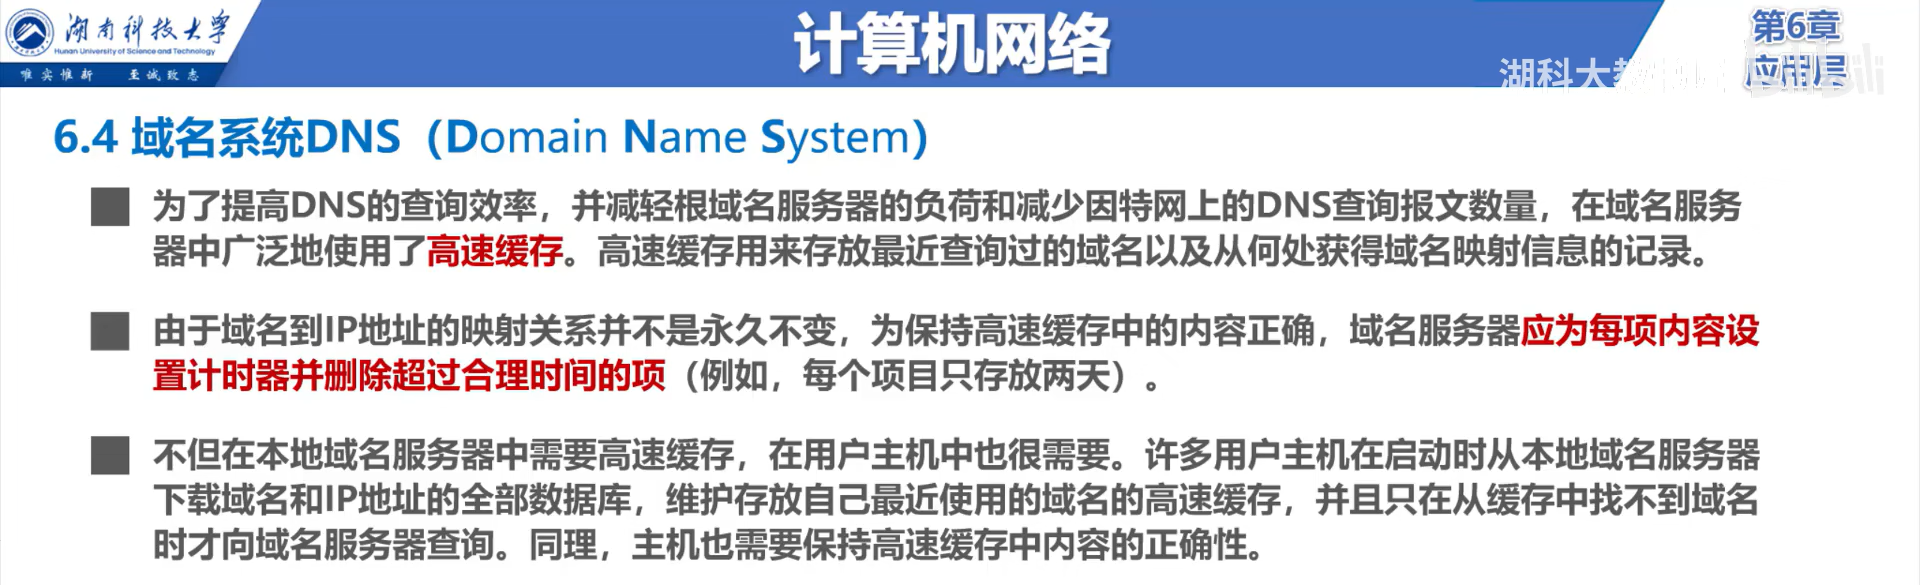 湖南科技大学
Hunan University of Science and Technology
唯实惟新 至诚致志
计算机网络
第6章
湖科大教
应用层
bilibili
6.4 域名系统DNS（Domain Name System）
为了提高DNS的查询效率，并减轻根域名服务器的负荷和减少因特网上的DNS查询报文数量，在域名服务
器中广泛地使用了高速缓存。高速缓存用来存放最近查询过的域名以及从何处获得域名映射信息的记录。
由于域名到IP地址的映射关系并不是永久不变，为保持高速缓存中的内容正确，域名服务器应为每项内容设
置计时器并删除超过合理时间的项（例如，每个项目只存放两天）。
不但在本地域名服务器中需要高速缓存，在用户主机中也很需要。许多用户主机在启动时从本地域名服务器
下载域名和IP地址的全部数据库，维护存放自己最近使用的域名的高速缓存，并且只在从缓存中找不到域名
时才向域名服务器查询。同理，主机也需要保持高速缓存中内容的正确性。